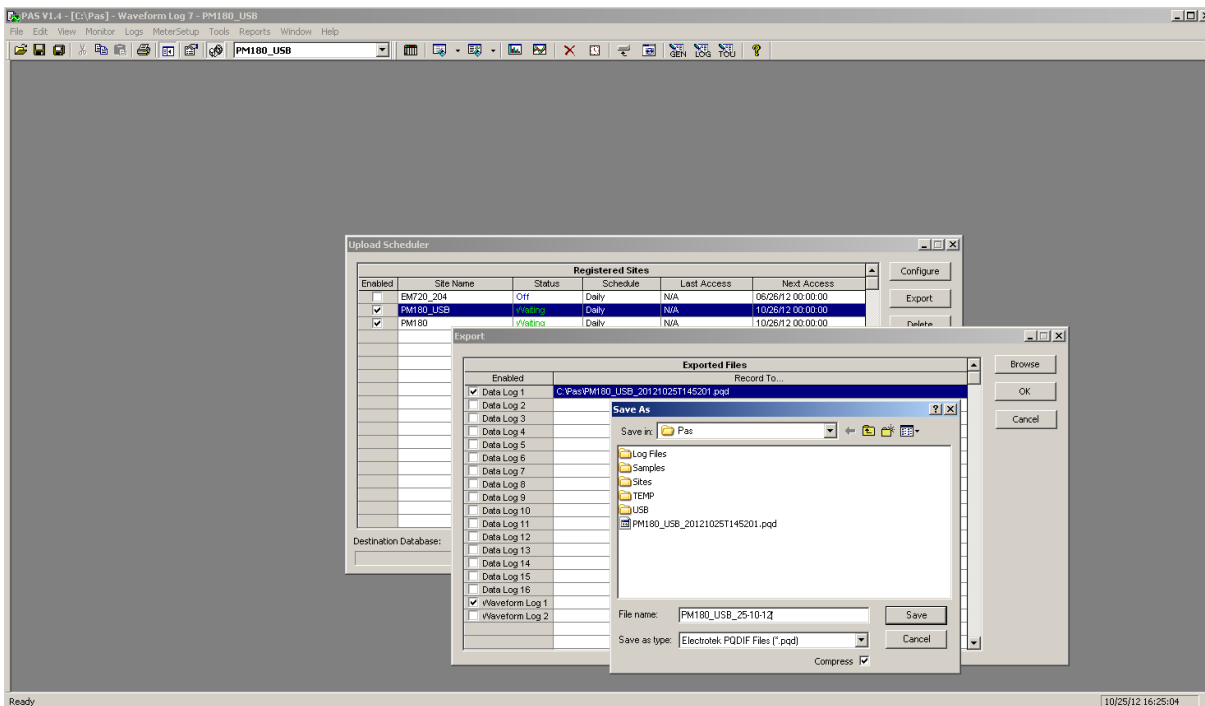 PAS V1.4 - [C:\Pas] - Waveform Log 7 - PM180_USB
File Edit View Monitor Logs MeterSetup Tools Reports Window Help
PM180_USB
GEN LOG TOU
Upload Scheduler
Registered Sites
Enabled Site Name Status Schedule Last Access Next Access
EM720_204 Off Daily N/A 06/26/12 00:00:00
PM180_USB Waiting Daily N/A 10/26/12 00:00:00
PM180 Waiting Daily N/A 10/26/12 00:00:00
Configure
Export
Delete
Destination Database:
Export
Exported Files
Enabled Record To...
Data Log 1 C:\Pas\PM180_USB_20121025T145201.pqd
Data Log 2
Data Log 3
Data Log 4
Data Log 5
Data Log 6
Data Log 7
Data Log 8
Data Log 9
Data Log 10
Data Log 11
Data Log 12
Data Log 13
Data Log 14
Data Log 15
Data Log 16
Waveform Log 1
Waveform Log 2
Browse
OK
Cancel
Save As
Save in: Pas
Log Files
Samples
Sites
TEMP
USB
PM180_USB_20121025T145201.pqd
File name: PM180_USB_25-10-12
Save
Save as type: Electrotek PQDIF Files (*.pqd)
Cancel
Compress
Ready
10/25/12 16:25:04